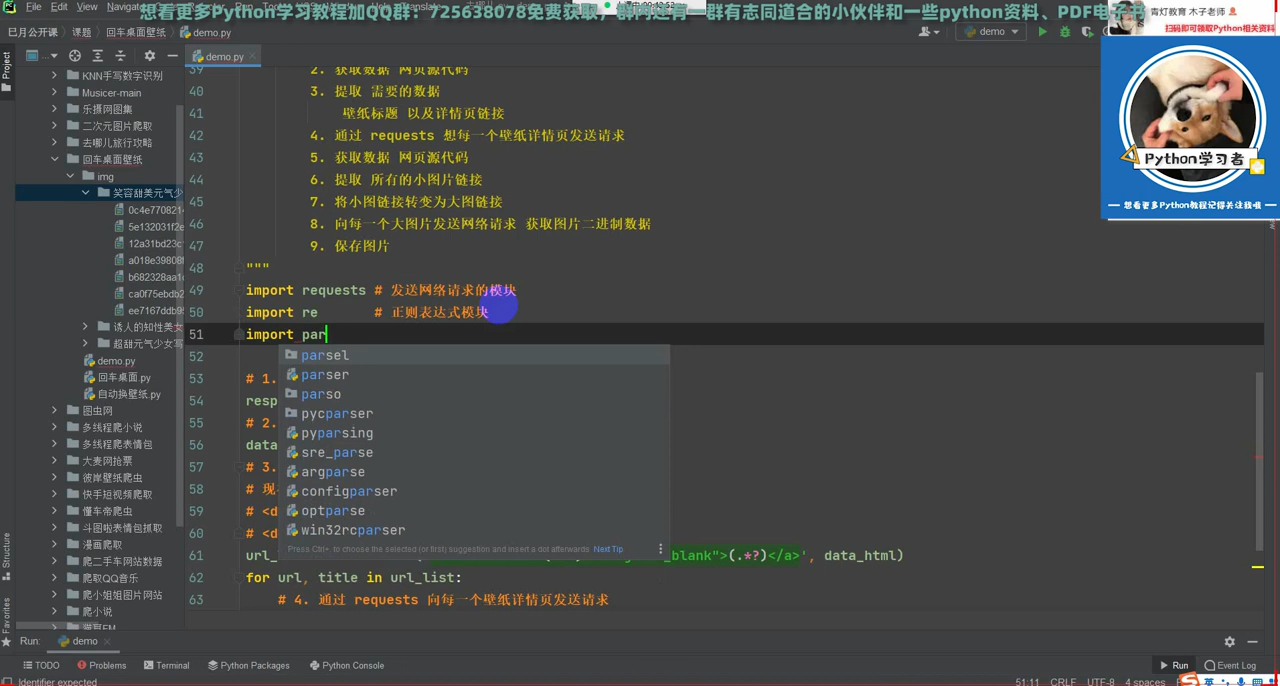 想看更多Python学习教程加QQ群：725638078免费获取，群内还有一群有志同道合的小伙伴和一些python资料、PDF电子书
File Edit View Navigate
青灯教育 木子老师
扫码即可领取Python相关资料
已月公开课 课题 回车桌面壁纸 demo.py
demo
Project
demo.py
KNN手写数字识别
Musicer-main
乐摄网图集
二次元图片爬取
去哪儿旅行攻略
回车桌面壁纸
img
笑容甜美元气少
0c4e7708214
5e132031f2e
12a31bd23c
a018e39808f
b682328aa1
ca0f75ebdb2
ee7167ddb95
诱人的知性美女
超甜元气少女写
demo.py
回车桌面.py
自动换壁纸.py
图虫网
多线程爬小说
多线程爬表情包
大麦网抢票
彼岸壁纸爬虫
快手短视频爬取
懂车帝爬虫
斗图啦表情包抓取
漫画爬取
爬二手车网站数据
爬取QQ音乐
爬小姐姐图片网站
爬小说
39 2. 获取数据 网页源代码
40 3. 提取 需要的数据
41 壁纸标题 以及详情页链接
42 4. 通过 requests 想每一个壁纸详情页发送请求
43 5. 获取数据 网页源代码
44 6. 提取 所有的小图片链接
45 7. 将小图链接转变为大图链接
46 8. 向每一个大图片发送网络请求 获取图片二进制数据
47 9. 保存图片
48 """
49 import requests # 发送网络请求的模块
50 import re # 正则表达式模块
51 import par
52
53 # 1.
54 resp
55 # 2.
56 data
57 # 3.
58 # 现
59 # <d
60 # <d
61 url_ _blank">(.*?)</a>', data_html)
62 for url, title in url_list:
63 # 4. 通过 requests 向每一个壁纸详情页发送请求
parsel
parser
parso
pycparser
pyparsing
sre_parse
argparse
configparser
optparse
win32rcparser
Press Ctrl+. to choose the selected (or first) suggestion and insert a dot afterwards Next Tip
Python学习者
想看更多Python教程记得关注我哦
Structure
Favorites
Run: demo
TODO Problems Terminal Python Packages Python Console
Run Event Log
Identifier expected
51:11 CRLF UTF-8 4 spaces
英